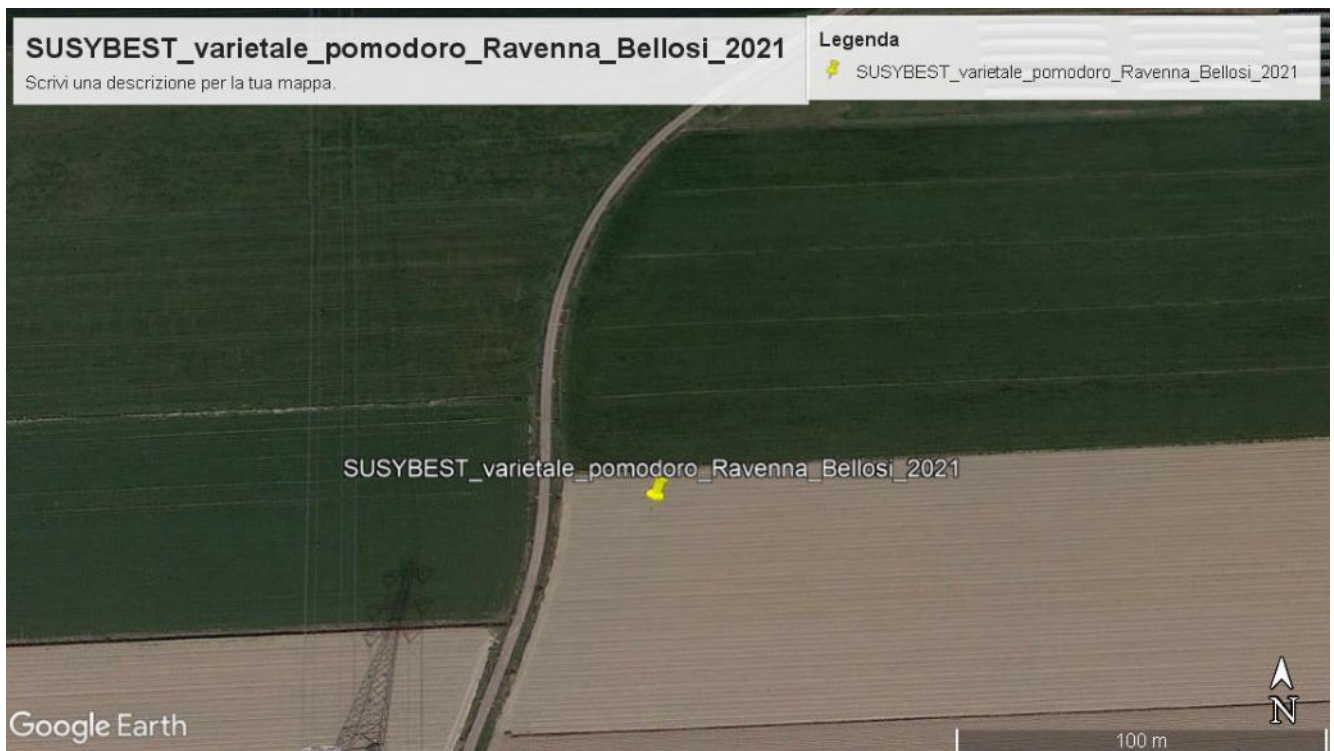 SUSYBEST_varietale_pomodoro_Ravenna_Bellosi_2021
Scrivi una descrizione per la tua mappa.
Legenda
SUSYBEST_varietale_pomodoro_Ravenna_Bellosi_2021
SUSYBEST_varietale_pomodoro_Ravenna_Bellosi_2021
Google Earth
N
100 m